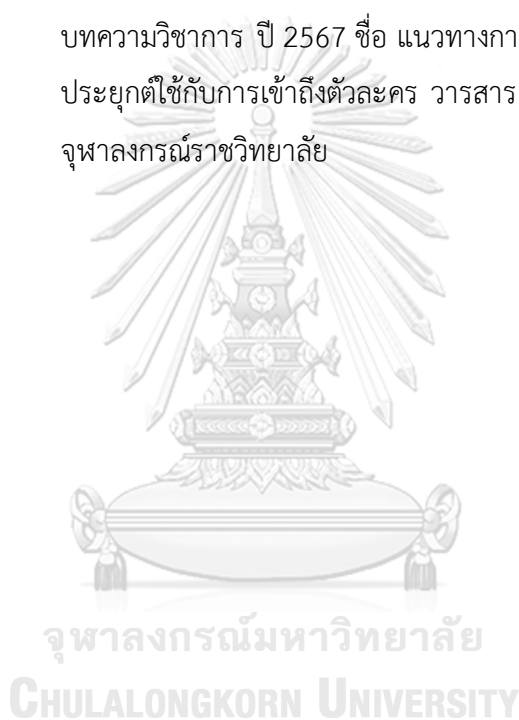 บทความวิชาการ ปี 2567 ชื่อ แนวทางกา
ประยุกต์ใช้กับการเข้าถึงตัวละคร วารสาร
จุฬาลงกรณ์ราชวิทยาลัย
จุฬาลงกรณ์มหาวิทยาลัย
CHULALONGKORN UNIVERSITY